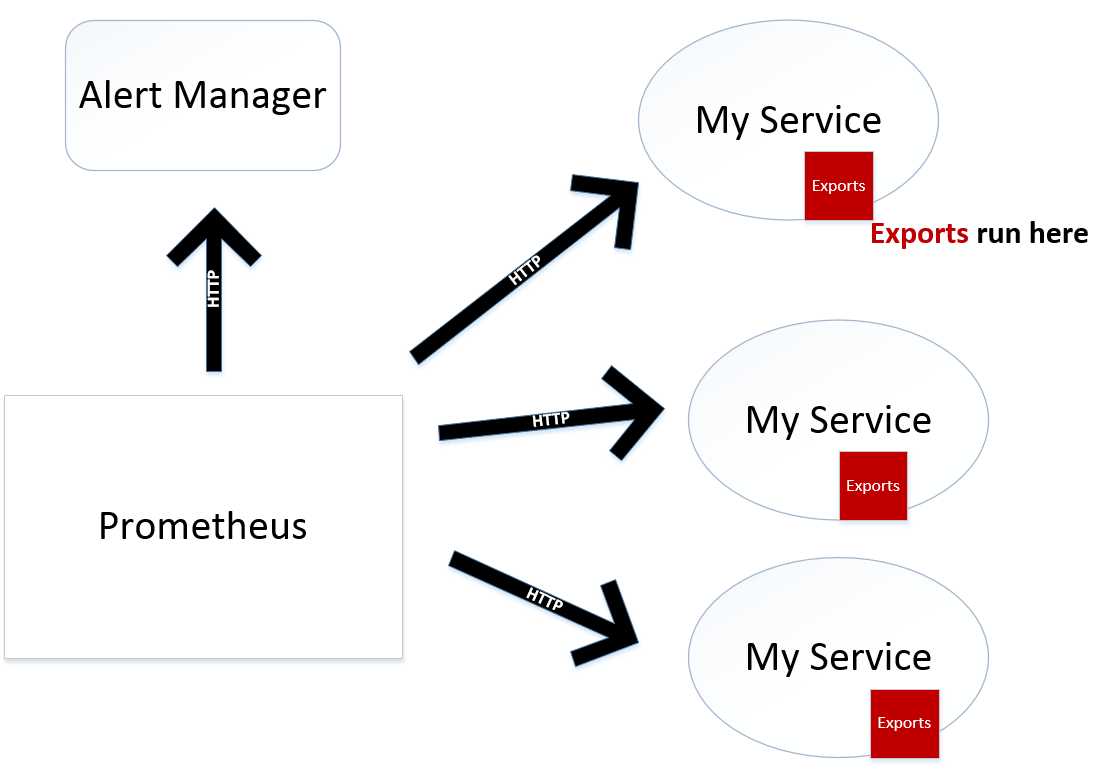 Alert Manager
My Service
Exports
Exports run here
HTTP
HTTP
My Service
HTTP
Exports
Prometheus
HTTP
My Service
Exports